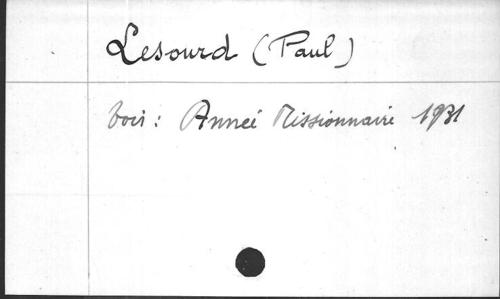 Lesourd (Paul)
Voir : Année Missionnaire 1931